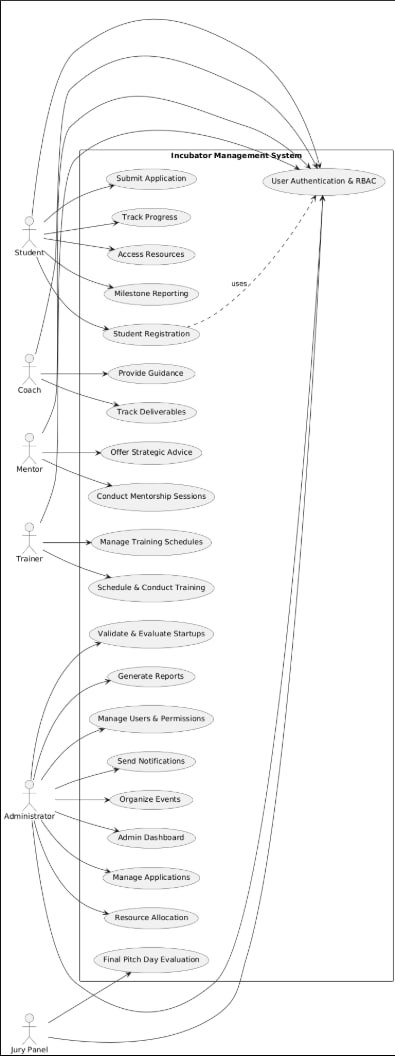 Incubator Management System
Submit Application
User Authentication & RBAC
Track Progress
Student
Access Resources
uses
Milestone Reporting
Student Registration
Provide Guidance
Coach
Track Deliverables
Mentor
Offer Strategic Advice
Conduct Mentorship Sessions
Trainer
Manage Training Schedules
Schedule & Conduct Training
Validate & Evaluate Startups
Generate Reports
Manage Users & Permissions
Send Notifications
Administrator
Organize Events
Admin Dashboard
Manage Applications
Resource Allocation
Final Pitch Day Evaluation
Jury Panel